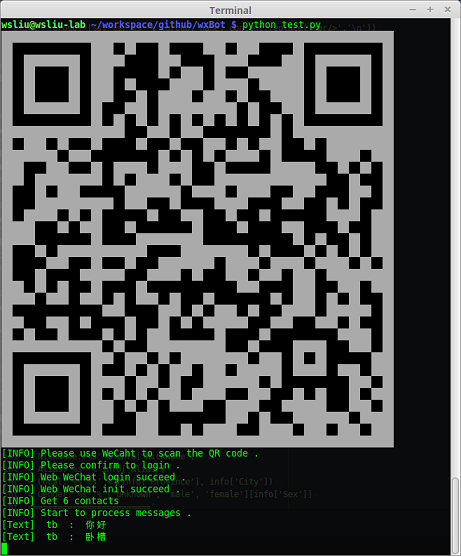 Terminal
wsliu@wsliu-lab ~/workspace/github/wxBot $ python test.py
[INFO] Please use WeCaht to scan the QR code .
[INFO] Please confirm to login .
[INFO] Web WeChat login succeed .
[INFO] Web WeChat init succeed .
[INFO] Get 6 contacts
[INFO] Start to process messages .
[Text] tb : 你好
[Text] tb : 卧槽